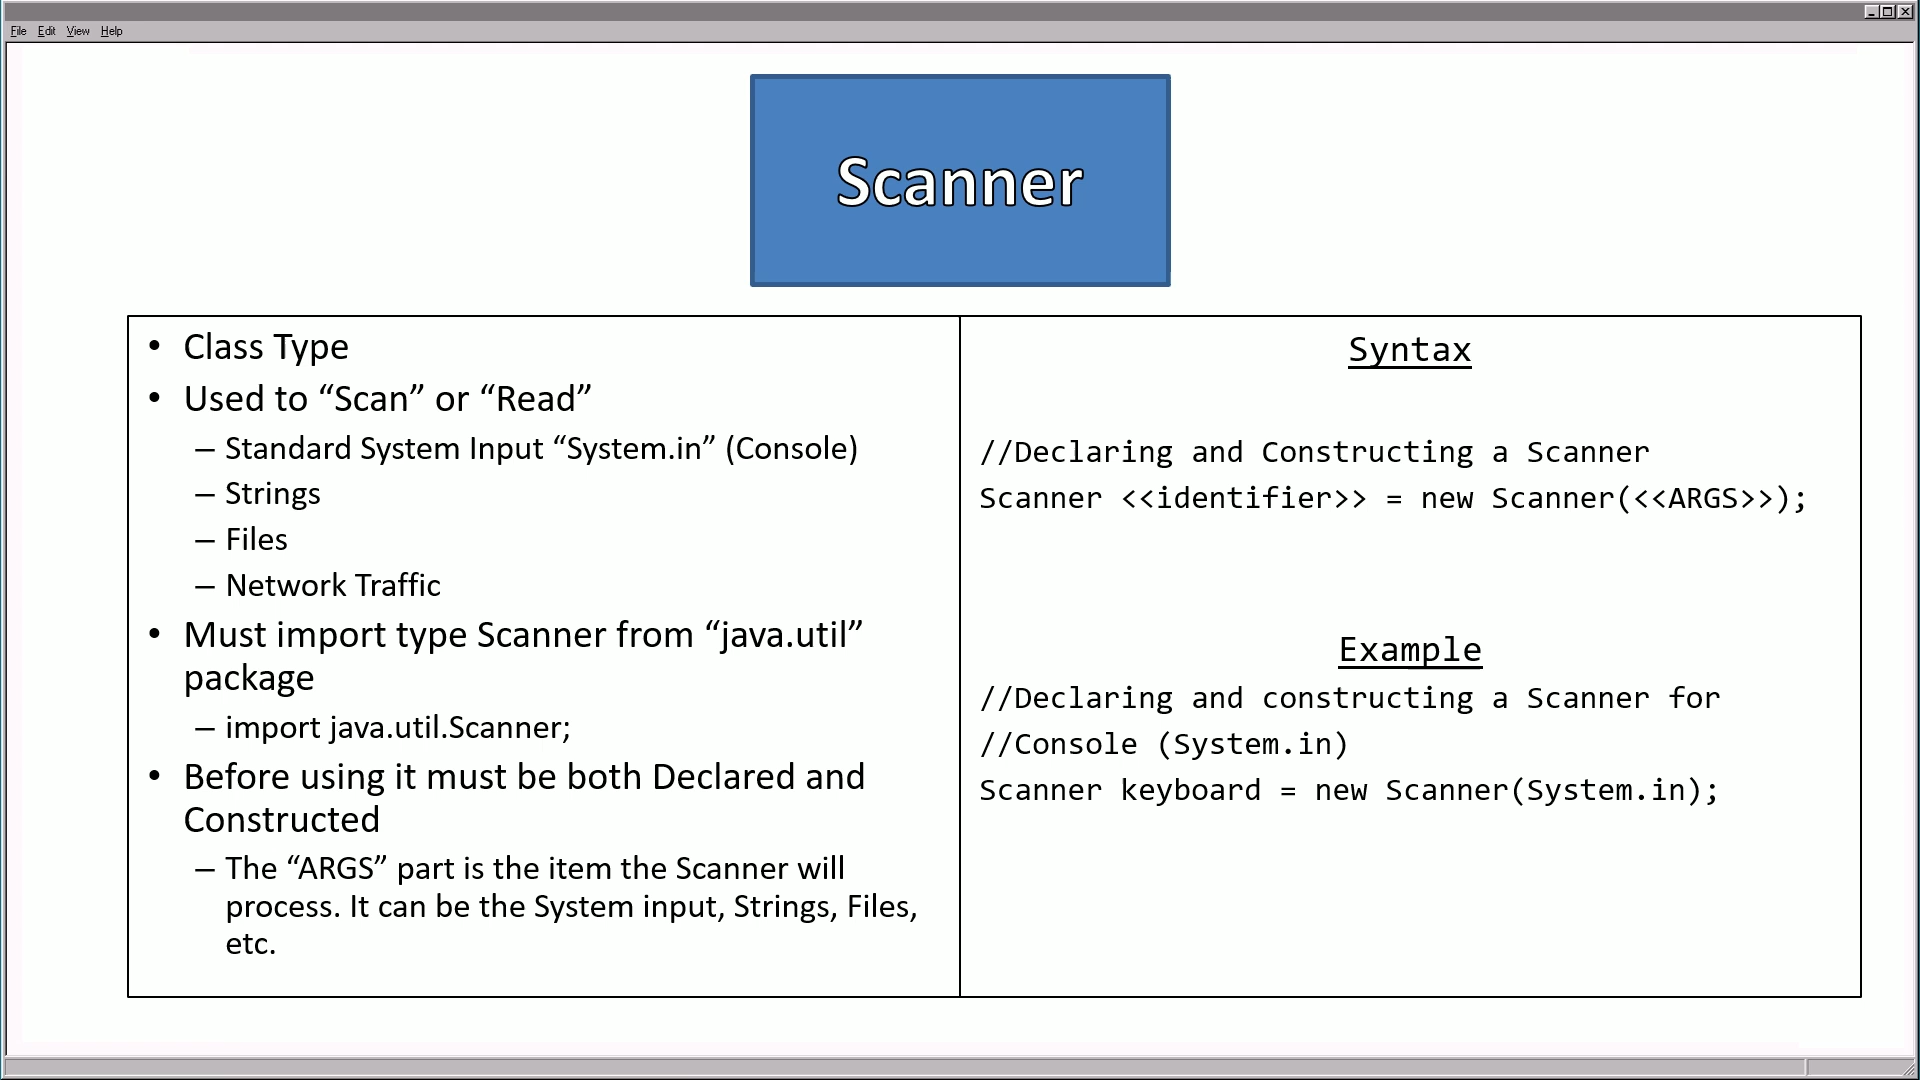 File Edit View Help
Scanner
• Class Type
• Used to “Scan” or “Read”
– Standard System Input “System.in” (Console)
– Strings
– Files
– Network Traffic
• Must import type Scanner from “java.util”
package
– import java.util.Scanner;
• Before using it must be both Declared and
Constructed
– The “ARGS” part is the item the Scanner will
process. It can be the System input, Strings, Files,
etc.
Syntax
//Declaring and Constructing a Scanner
Scanner <<identifier>> = new Scanner(<<ARGS>>);
Example
//Declaring and constructing a Scanner for
//Console (System.in)
Scanner keyboard = new Scanner(System.in);